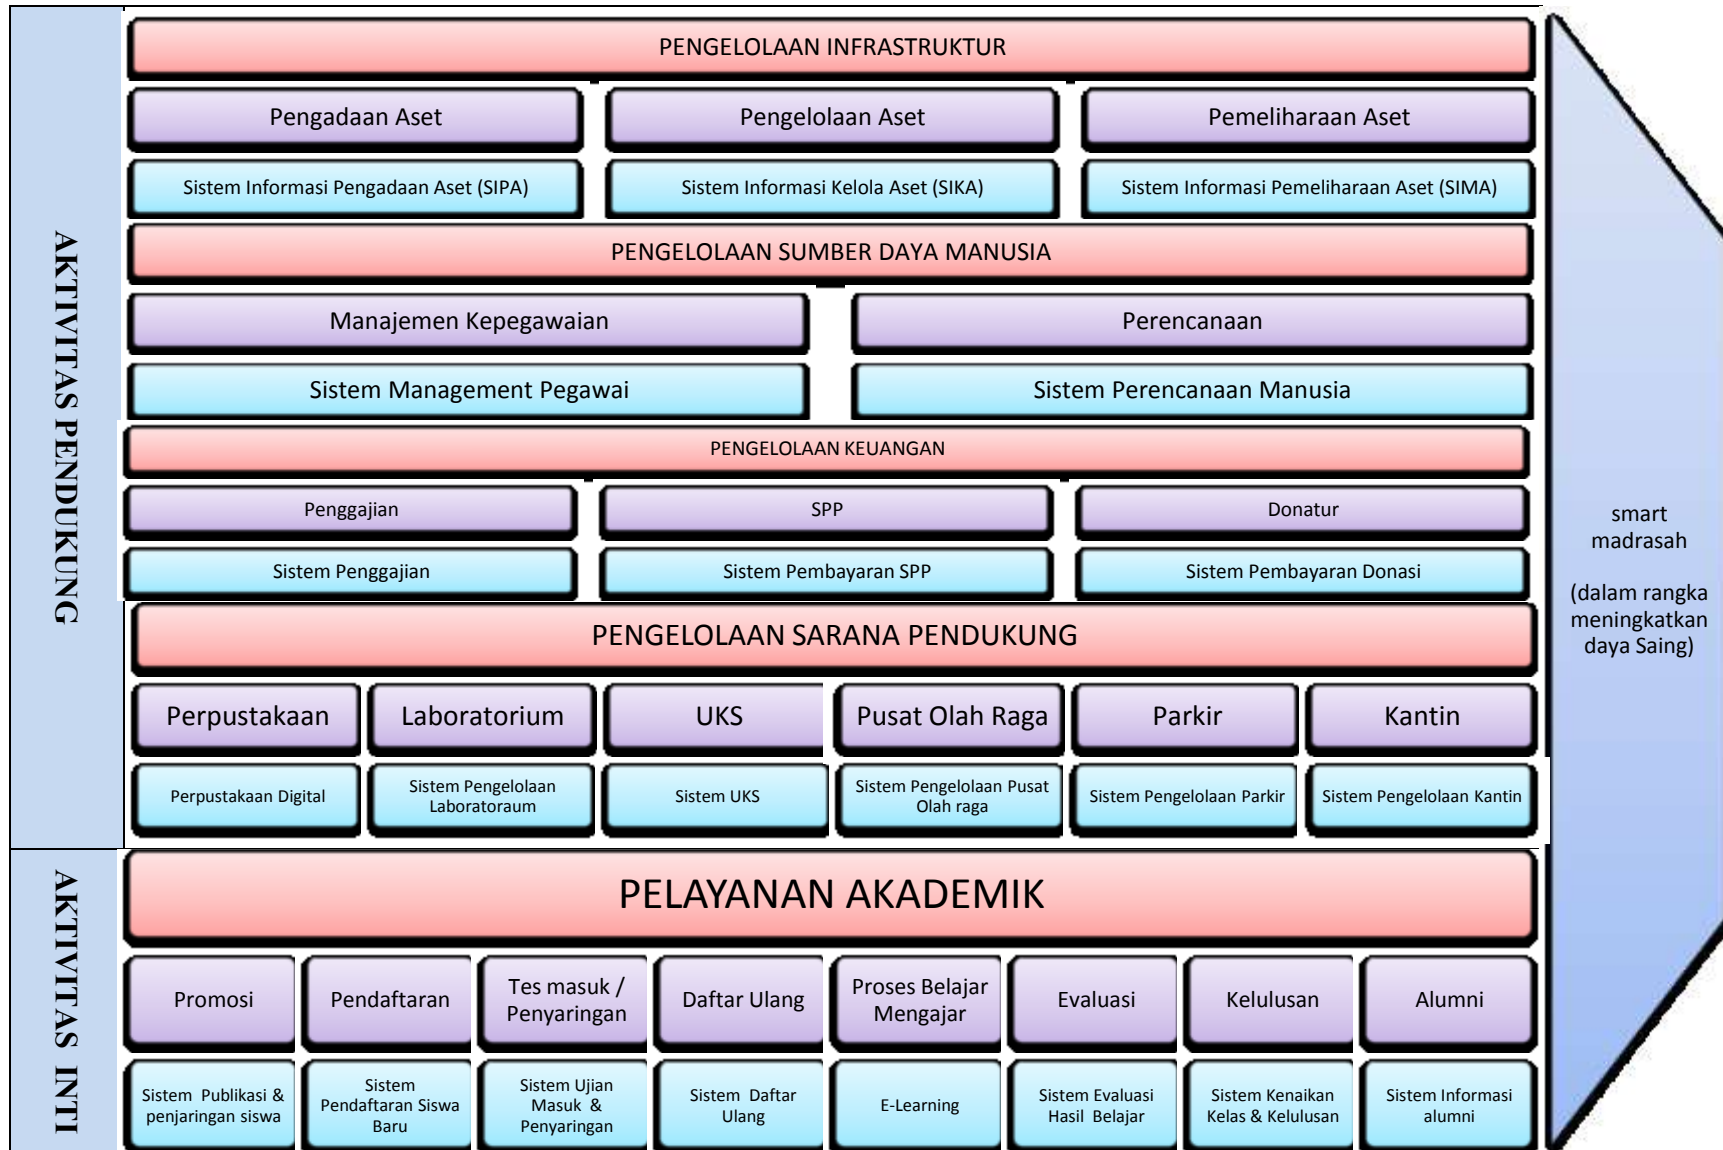 AKTIVITAS PENDUKUNG
PENGELOLAAN INFRASTRUKTUR
Pengadaan Aset
Pengelolaan Aset
Pemeliharaan Aset
Sistem Informasi Pengadaan Aset (SIPA)
Sistem Informasi Kelola Aset (SIKA)
Sistem Informasi Pemeliharaan Aset (SIMA)
PENGELOLAAN SUMBER DAYA MANUSIA
Manajemen Kepegawaian
Perencanaan
Sistem Management Pegawai
Sistem Perencanaan Manusia
PENGELOLAAN KEUANGAN
Penggajian
SPP
Donatur
Sistem Penggajian
Sistem Pembayaran SPP
Sistem Pembayaran Donasi
PENGELOLAAN SARANA PENDUKUNG
Perpustakaan
Laboratorium
UKS
Pusat Olah Raga
Parkir
Kantin
Perpustakaan Digital
Sistem Pengelolaan
Laboratoraum
Sistem UKS
Sistem Pengelolaan Pusat
Olah raga
Sistem Pengelolaan Parkir
Sistem Pengelolaan Kantin
AKTIVITAS INTI
PELAYANAN AKADEMIK
Promosi
Pendaftaran
Tes masuk /
Penyaringan
Daftar Ulang
Proses Belajar
Mengajar
Evaluasi
Kelulusan
Alumni
Sistem Publikasi &
penjaringan siswa
Sistem
Pendaftaran Siswa
Baru
Sistem Ujian
Masuk &
Penyaringan
Sistem Daftar
Ulang
E-Learning
Sistem Evaluasi
Hasil Belajar
Sistem Kenaikan
Kelas & Kelulusan
Sistem Informasi
alumni
smart
madrasah
(dalam rangka
meningkatkan
daya Saing)